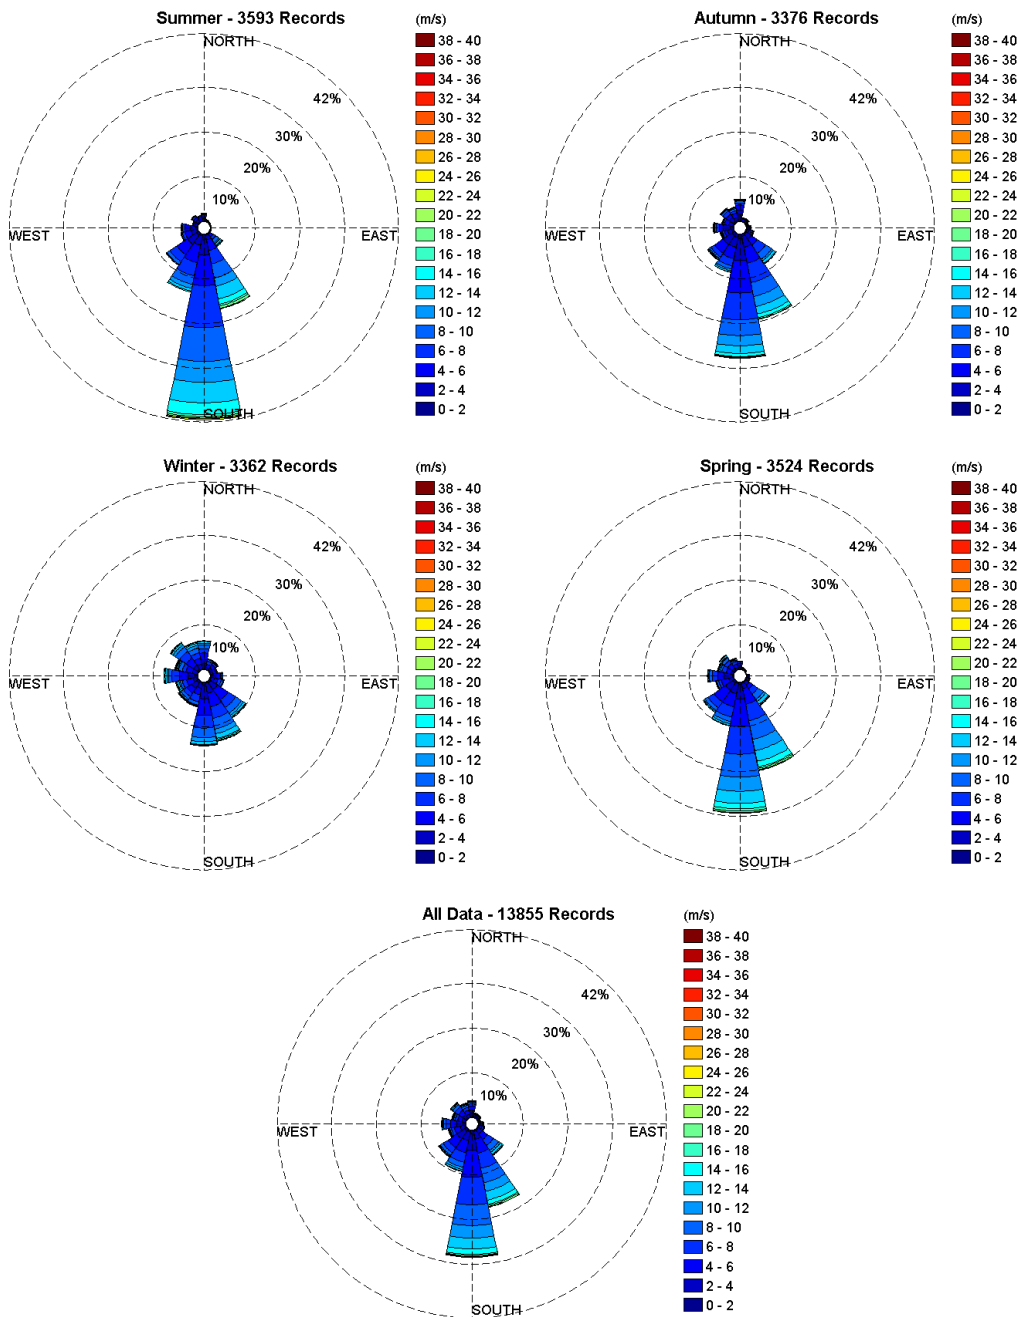 Summer - 3593 Records
(m/s)
NORTH
42%
30%
20%
10%
WEST
EAST
SOUTH
38 - 40
36 - 38
34 - 36
32 - 34
30 - 32
28 - 30
26 - 28
24 - 26
22 - 24
20 - 22
18 - 20
16 - 18
14 - 16
12 - 14
10 - 12
8 - 10
6 - 8
4 - 6
2 - 4
0 - 2
Autumn - 3376 Records
(m/s)
NORTH
42%
30%
20%
10%
WEST
EAST
SOUTH
38 - 40
36 - 38
34 - 36
32 - 34
30 - 32
28 - 30
26 - 28
24 - 26
22 - 24
20 - 22
18 - 20
16 - 18
14 - 16
12 - 14
10 - 12
8 - 10
6 - 8
4 - 6
2 - 4
0 - 2
Winter - 3362 Records
(m/s)
NORTH
42%
30%
20%
10%
WEST
EAST
SOUTH
38 - 40
36 - 38
34 - 36
32 - 34
30 - 32
28 - 30
26 - 28
24 - 26
22 - 24
20 - 22
18 - 20
16 - 18
14 - 16
12 - 14
10 - 12
8 - 10
6 - 8
4 - 6
2 - 4
0 - 2
Spring - 3524 Records
(m/s)
NORTH
42%
30%
20%
10%
WEST
EAST
SOUTH
38 - 40
36 - 38
34 - 36
32 - 34
30 - 32
28 - 30
26 - 28
24 - 26
22 - 24
20 - 22
18 - 20
16 - 18
14 - 16
12 - 14
10 - 12
8 - 10
6 - 8
4 - 6
2 - 4
0 - 2
All Data - 13855 Records
(m/s)
NORTH
42%
30%
20%
10%
WEST
EAST
SOUTH
38 - 40
36 - 38
34 - 36
32 - 34
30 - 32
28 - 30
26 - 28
24 - 26
22 - 24
20 - 22
18 - 20
16 - 18
14 - 16
12 - 14
10 - 12
8 - 10
6 - 8
4 - 6
2 - 4
0 - 2